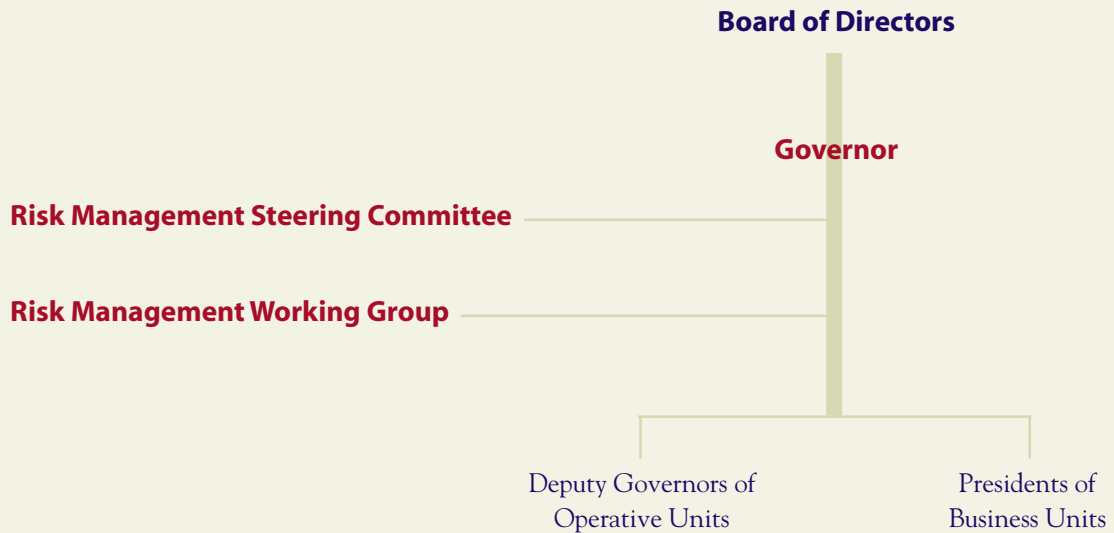 Board of Directors
Governor
Risk Management Steering Committee
Risk Management Working Group
Deputy Governors of
Operative Units
Presidents of
Business Units